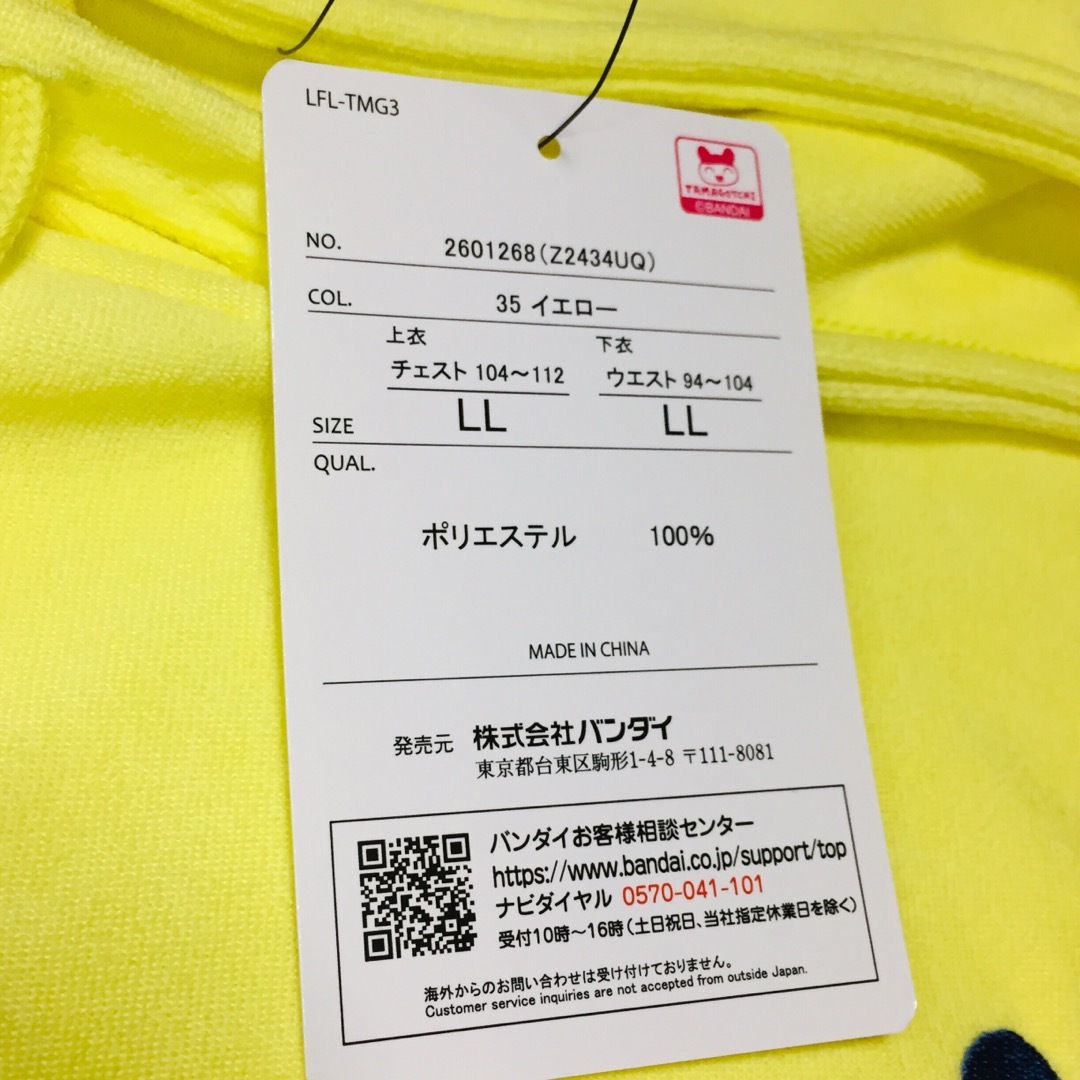 LFL-TMG3
TAMAGOTCHI
©BANDAI
NO. 2601268(Z2434UQ)
COL. 35 イエロー
上衣 下衣
チェスト 104～112 ウエスト 94～104
SIZE LL LL
QUAL.
ポリエステル 100%
MADE IN CHINA
発売元 株式会社バンダイ
東京都台東区駒形1-4-8 〒111-8081
バンダイお客様相談センター
https://www.bandai.co.jp/support/top
ナビダイヤル 0570-041-101
受付10時～16時(土日祝日、当社指定休業日を除く)
海外からのお問い合わせは受け付けておりません。
Customer service inquiries are not accepted from outside Japan.